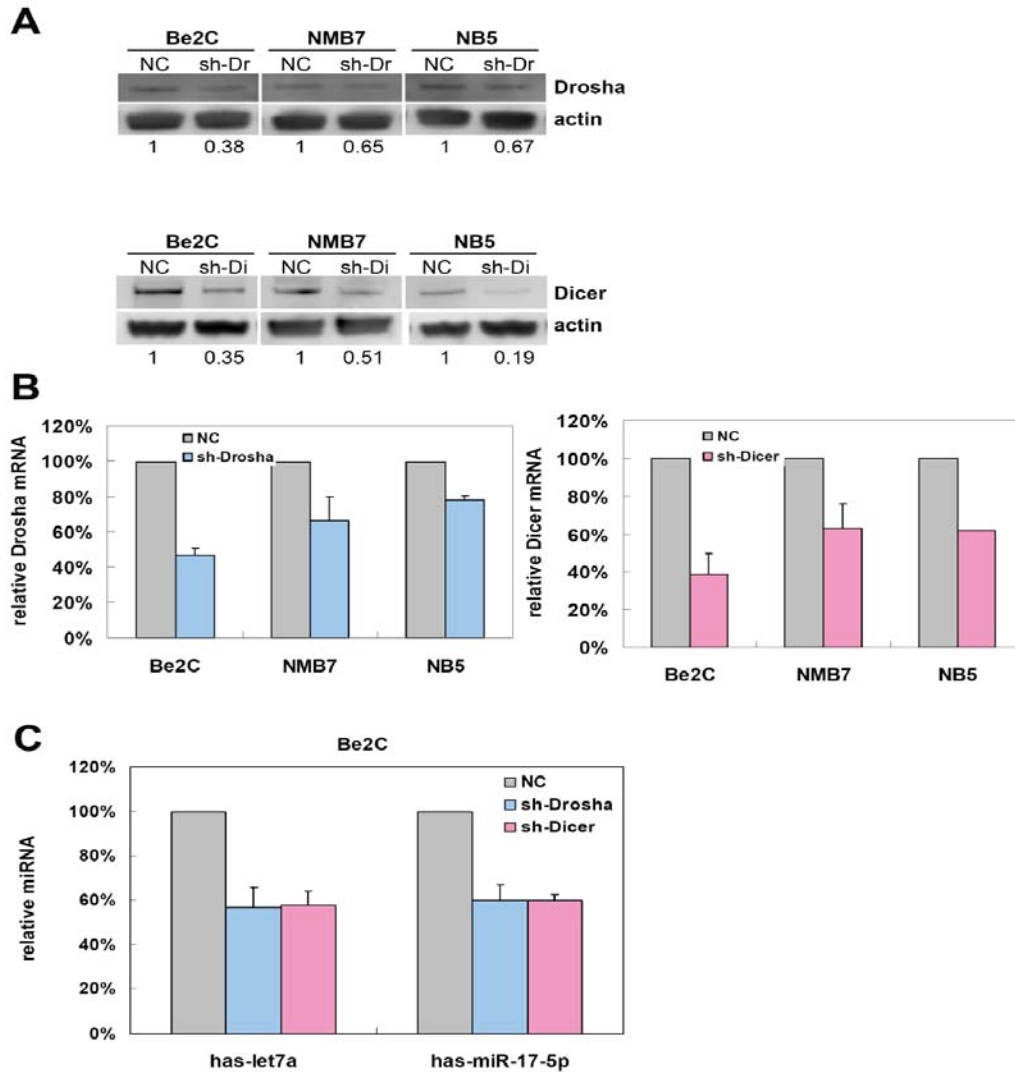 A
Be2C NMB7 NB5
NC sh-Dr NC sh-Dr NC sh-Dr
Drosha
actin
1 0.38 1 0.65 1 0.67
Be2C NMB7 NB5
NC sh-Di NC sh-Di NC sh-Di
Dicer
actin
1 0.35 1 0.51 1 0.19
B
relative Drosha mRNA
120%
100%
80%
60%
40%
20%
0%
NC
sh-Drosha
Be2C NMB7 NB5
relative Dicer mRNA
120%
100%
80%
60%
40%
20%
0%
NC
sh-Dicer
Be2C NMB7 NB5
C
Be2C
relative miRNA
120%
100%
80%
60%
40%
20%
0%
NC
sh-Drosha
sh-Dicer
has-let7a has-miR-17-5p